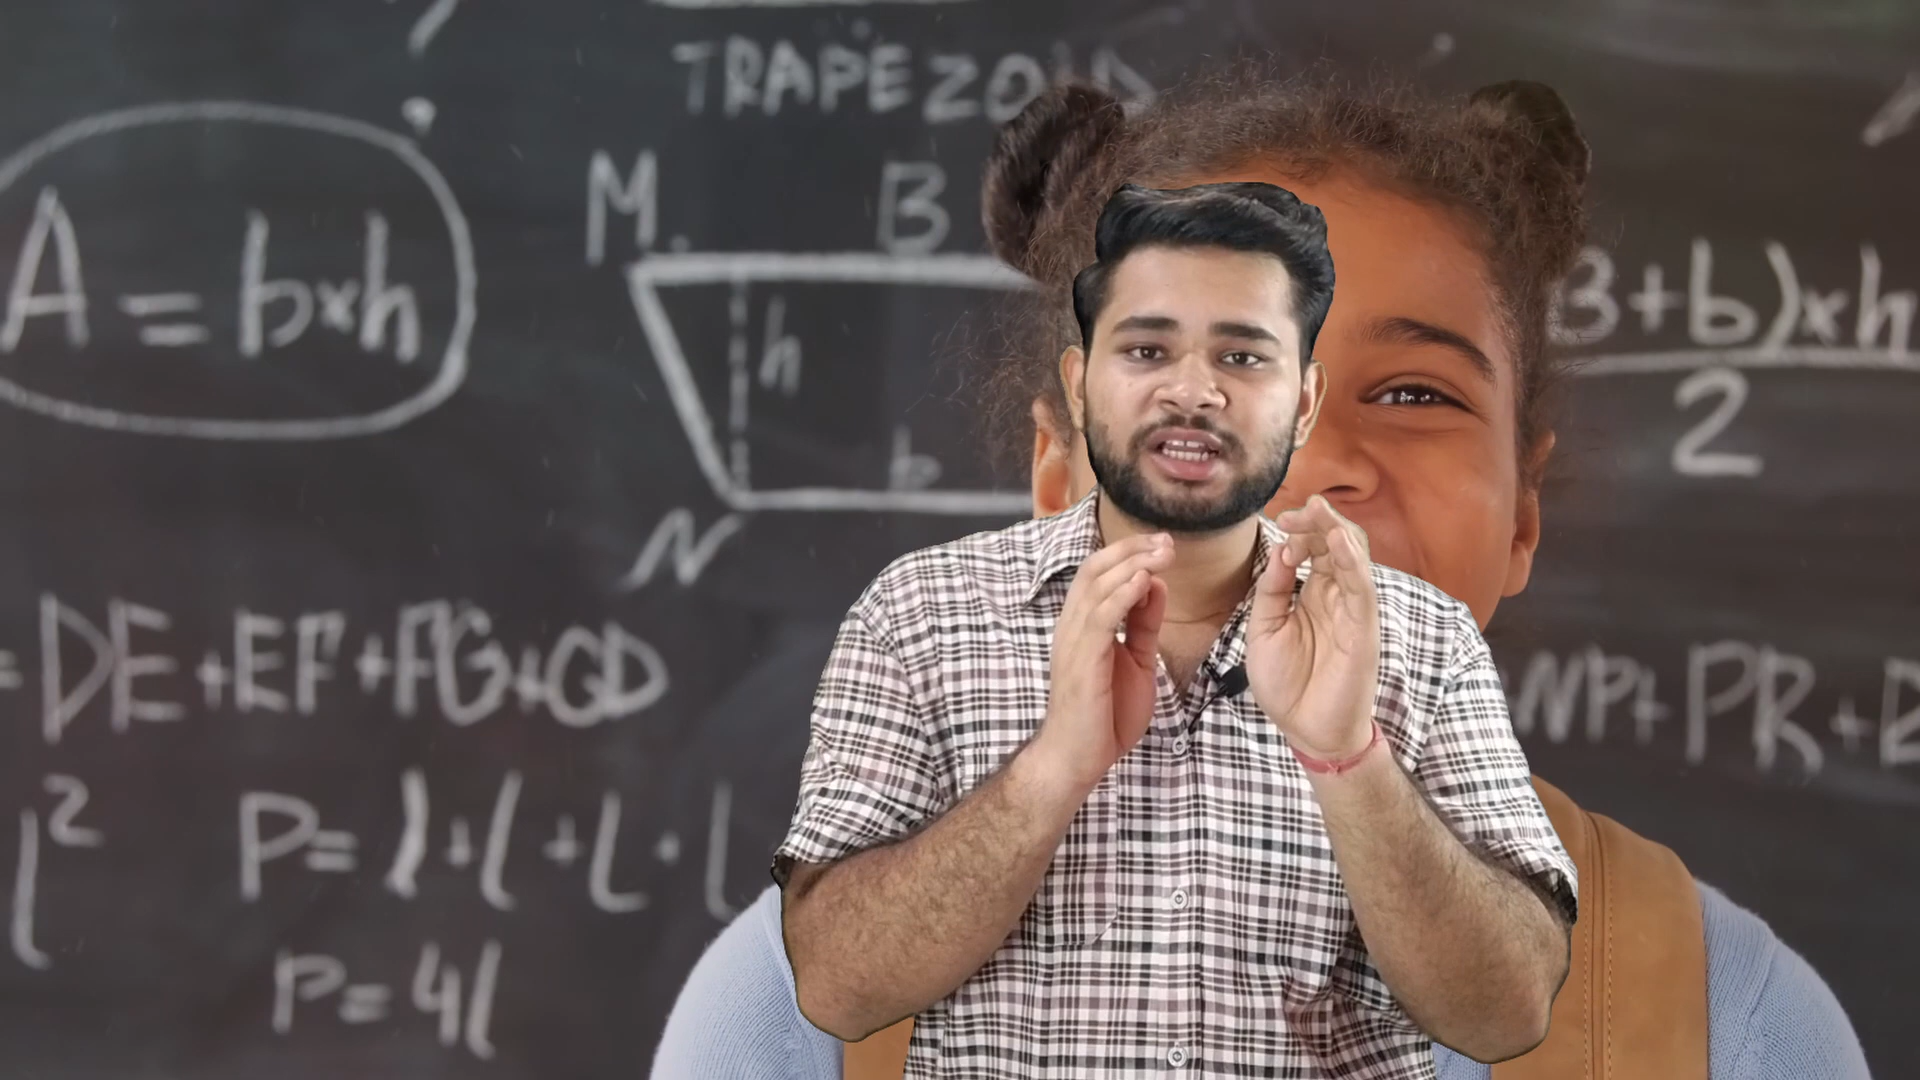 TRAPEZOID
M B
A = b×h
h
B+b)×h
2
b
N
=DE+EF+FG+GD
NP+PR+
l²
P=l+l+l+l
P=4l